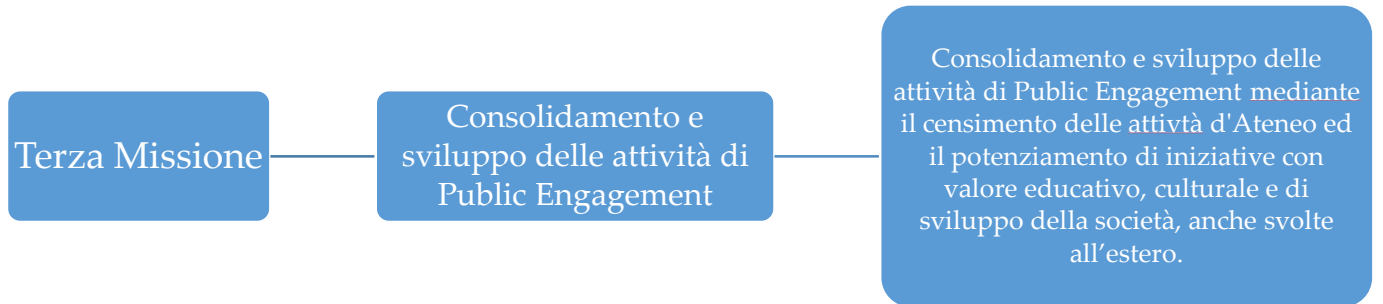 Terza Missione
Consolidamento e
sviluppo delle attività di
Public Engagement
Consolidamento e sviluppo delle
attività di Public Engagement mediante
il censimento delle attivtà d'Ateneo ed
il potenziamento di iniziative con
valore educativo, culturale e di
sviluppo della società, anche svolte
all’estero.